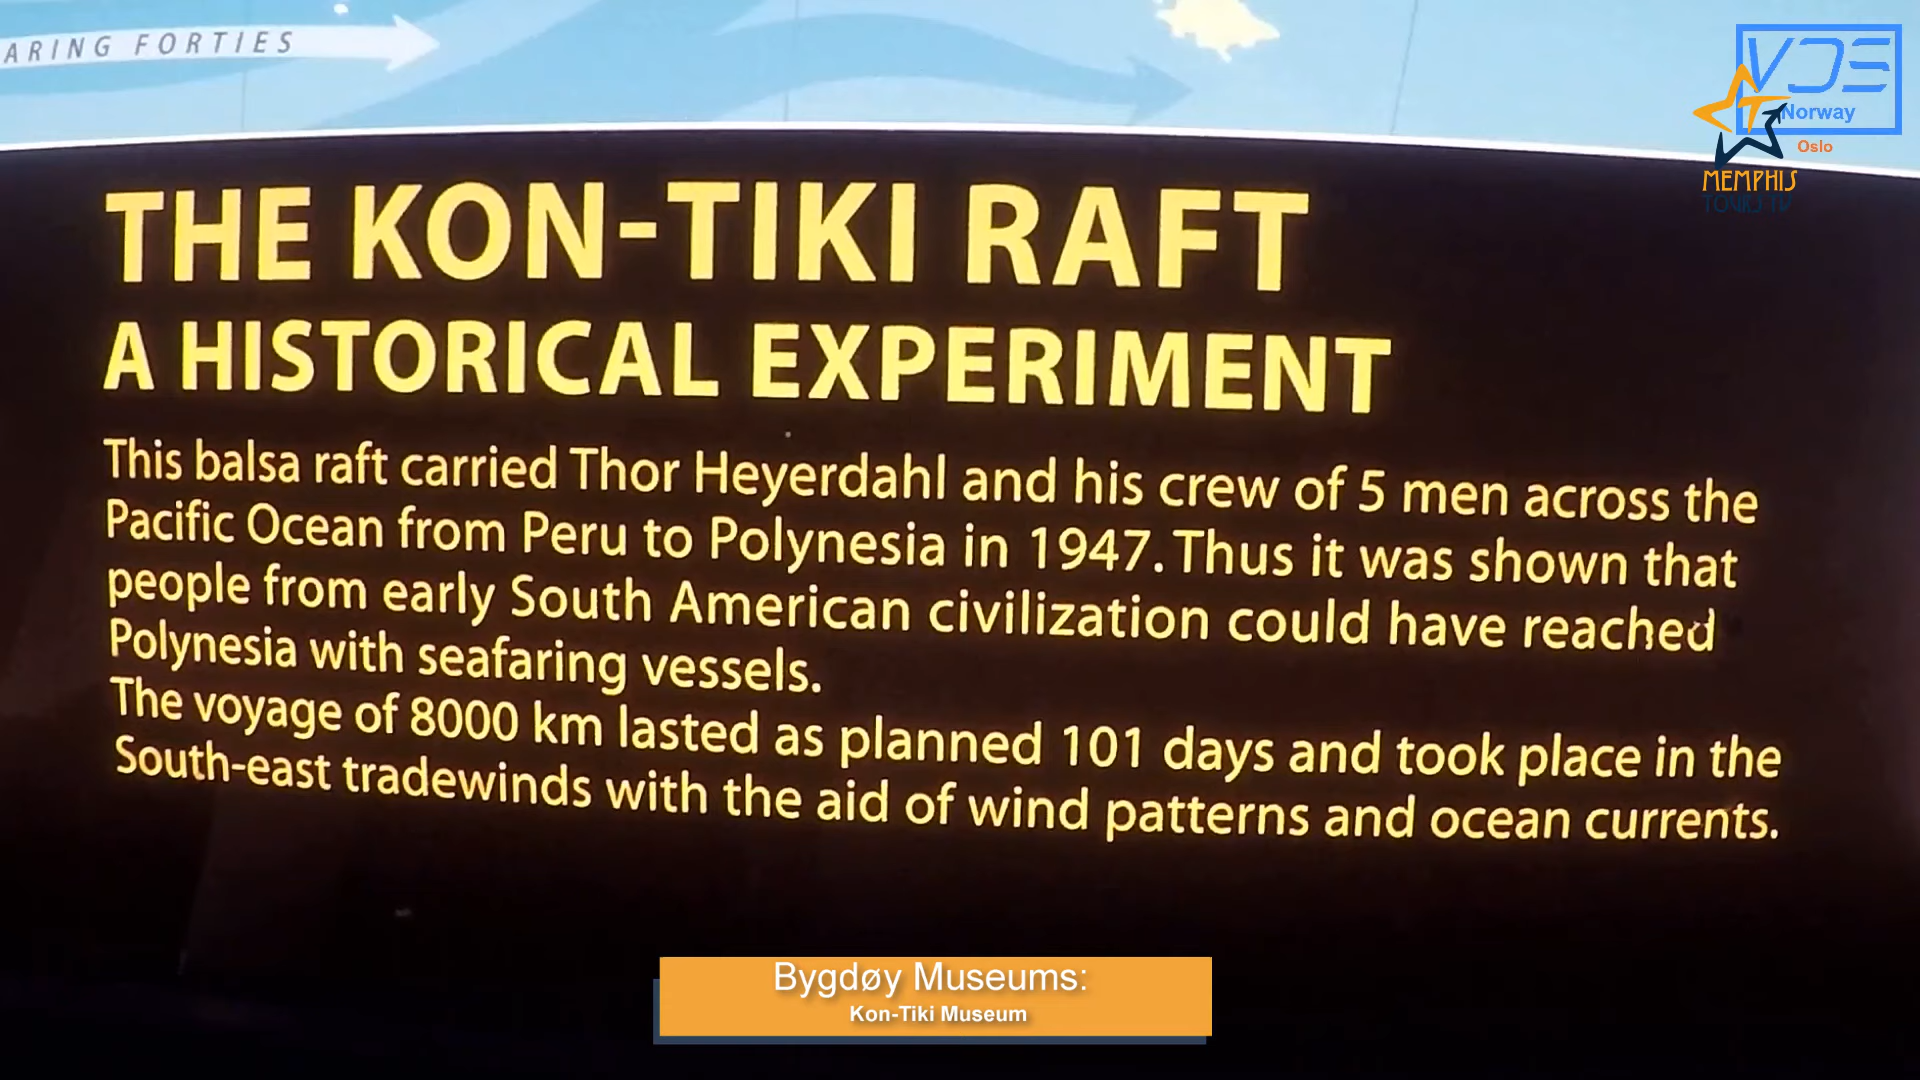 ARING FORTIES
VDE
Norway
Oslo
MEMPHIS
TOURS TV
THE KON-TIKI RAFT
A HISTORICAL EXPERIMENT
This balsa raft carried Thor Heyerdahl and his crew of 5 men across the
Pacific Ocean from Peru to Polynesia in 1947. Thus it was shown that
people from early South American civilization could have reached
Polynesia with seafaring vessels.
The voyage of 8000 km lasted as planned 101 days and took place in the
South-east tradewinds with the aid of wind patterns and ocean currents.
Bygdøy Museums:
Kon-Tiki Museum